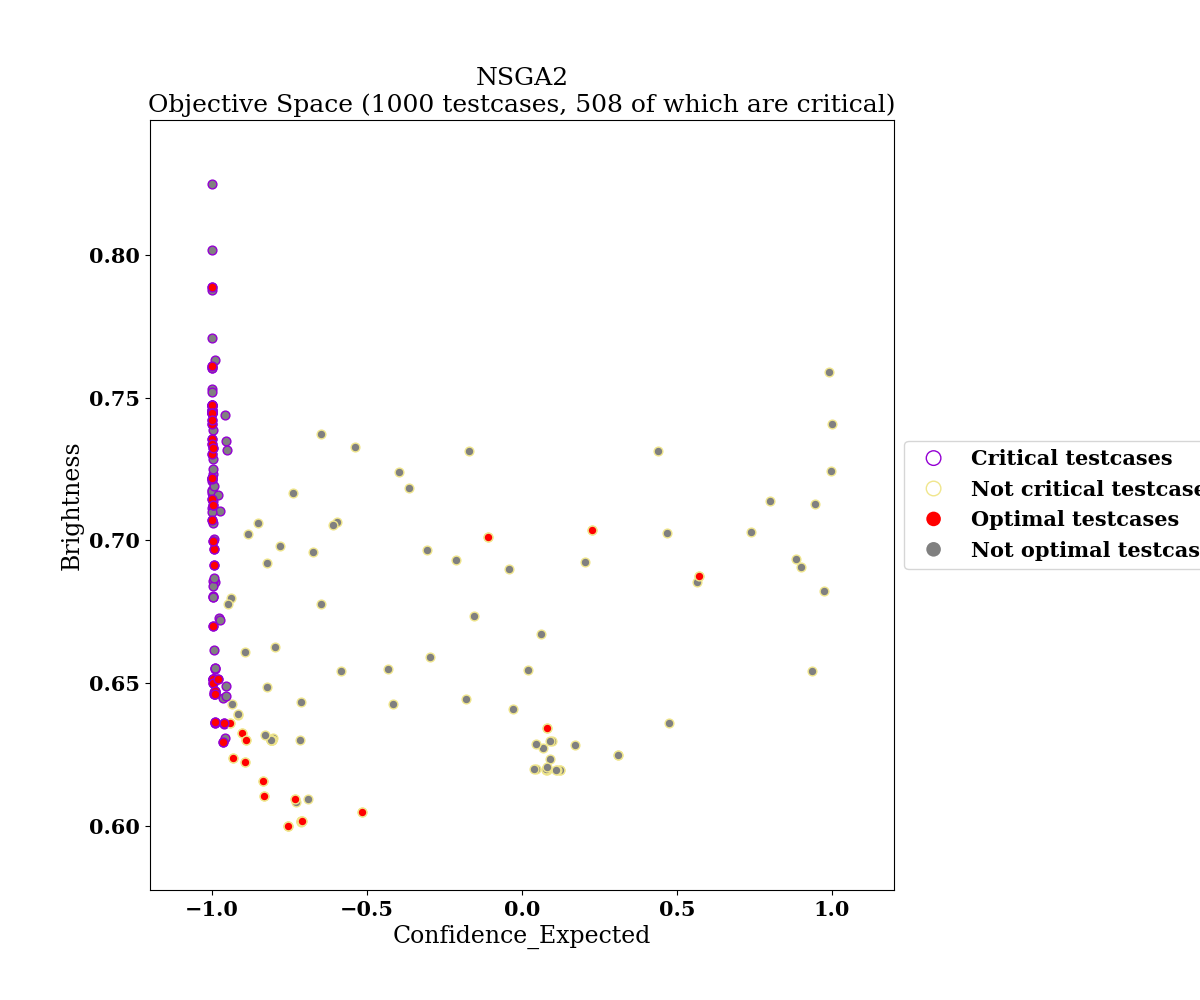 NSGA2
Objective Space (1000 testcases, 508 of which are critical)
Brightness
0.80
0.75
0.70
0.65
0.60
−1.0
−0.5
0.0
0.5
1.0
Confidence_Expected
Critical testcases
Not critical testcase
Optimal testcases
Not optimal testcas